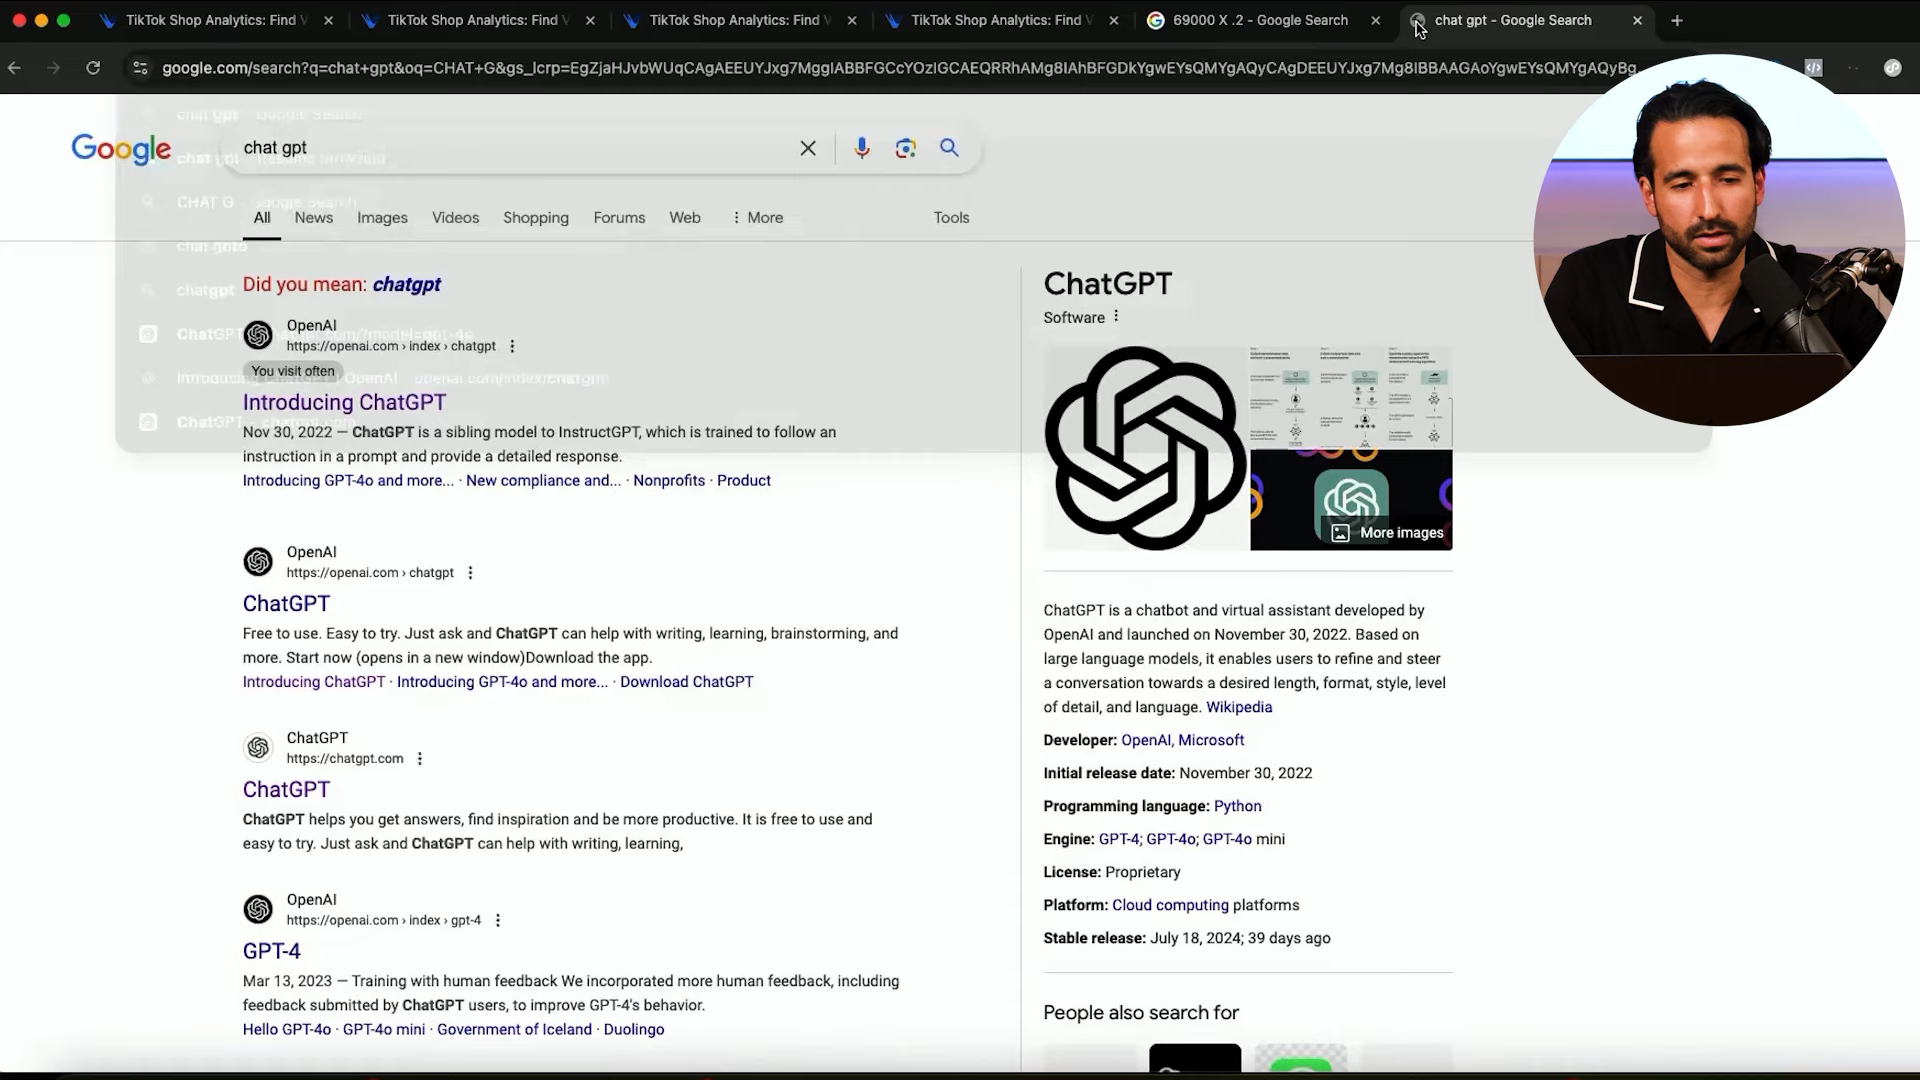 TikTok Shop Analytics: Find V
TikTok Shop Analytics: Find V
TikTok Shop Analytics: Find V
TikTok Shop Analytics: Find V
69000 X .2 - Google Search
chat gpt - Google Search
Google
chat gpt
All
News
Images
Videos
Shopping
Forums
Web
More
Tools
Did you mean: chatgpt
OpenAI
https://openai.com › index › chatgpt
You visit often
Introducing ChatGPT
Nov 30, 2022 — ChatGPT is a sibling model to InstructGPT, which is trained to follow an
instruction in a prompt and provide a detailed response.
Introducing GPT-4o and more... · New compliance and... · Nonprofits · Product
OpenAI
https://openai.com › chatgpt
ChatGPT
Free to use. Easy to try. Just ask and ChatGPT can help with writing, learning, brainstorming, and
more. Start now (opens in a new window)Download the app.
Introducing ChatGPT · Introducing GPT-4o and more... · Download ChatGPT
ChatGPT
https://chatgpt.com
ChatGPT
ChatGPT helps you get answers, find inspiration and be more productive. It is free to use and
easy to try. Just ask and ChatGPT can help with writing, learning,
OpenAI
https://openai.com › index › gpt-4
GPT-4
Mar 13, 2023 — Training with human feedback We incorporated more human feedback, including
feedback submitted by ChatGPT users, to improve GPT-4's behavior.
Hello GPT-4o · GPT-4o mini · Government of Iceland · Duolingo
ChatGPT
Software
More images
ChatGPT is a chatbot and virtual assistant developed by
OpenAI and launched on November 30, 2022. Based on
large language models, it enables users to refine and steer
a conversation towards a desired length, format, style, level
of detail, and language. Wikipedia
Developer: OpenAI, Microsoft
Initial release date: November 30, 2022
Programming language: Python
Engine: GPT-4; GPT-4o; GPT-4o mini
License: Proprietary
Platform: Cloud computing platforms
Stable release: July 18, 2024; 39 days ago
People also search for